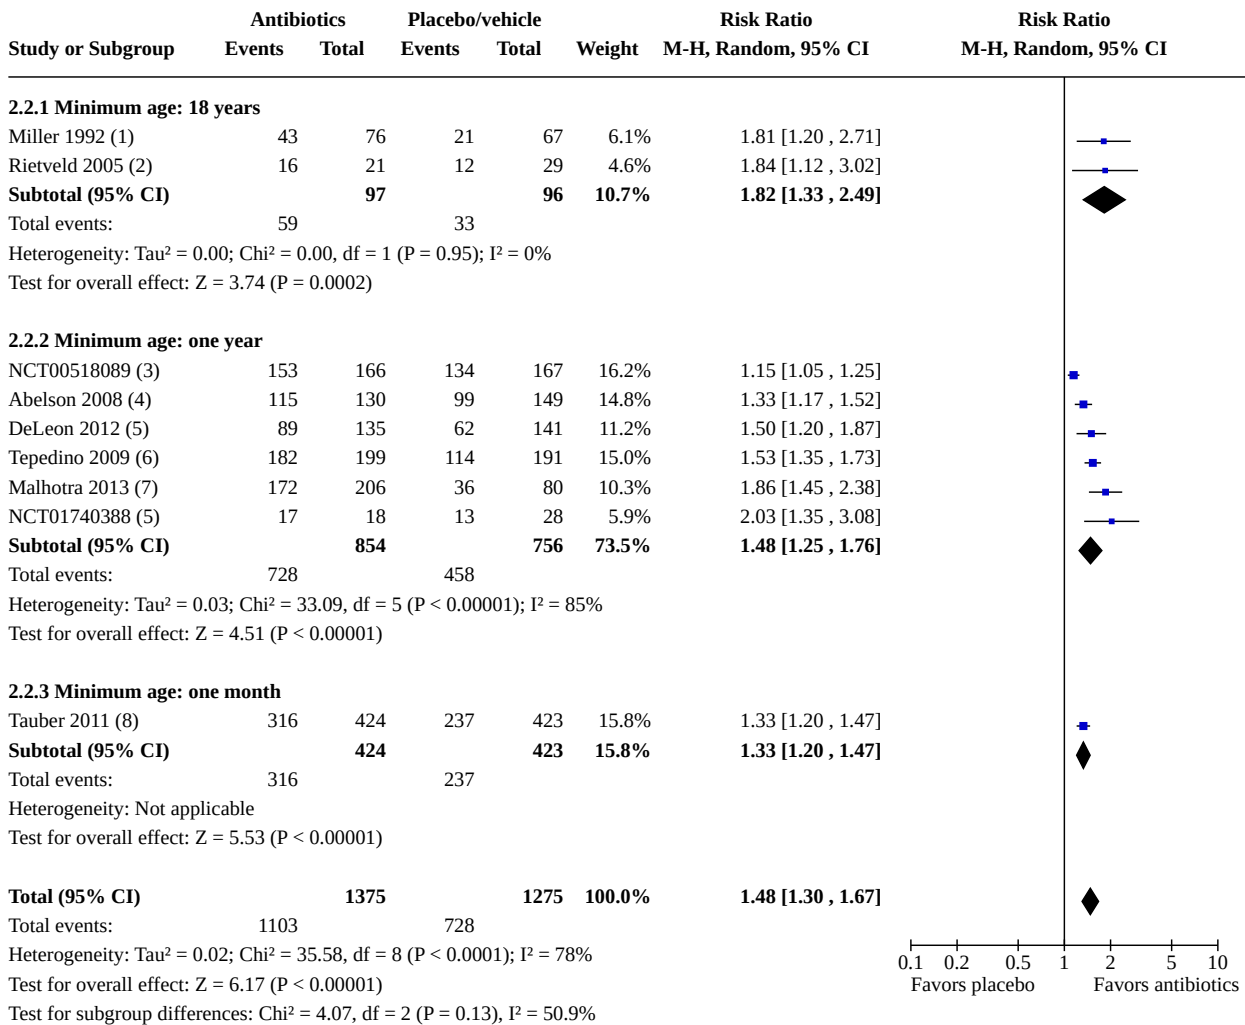 Antibiotics Placebo/vehicle Risk Ratio Risk Ratio
Study or Subgroup Events Total Events Total Weight M-H, Random, 95% CI M-H, Random, 95% CI
2.2.1 Minimum age: 18 years
Miller 1992 (1) 43 76 21 67 6.1% 1.81 [1.20 , 2.71]
Rietveld 2005 (2) 16 21 12 29 4.6% 1.84 [1.12 , 3.02]
Subtotal (95% CI) 97 96 10.7% 1.82 [1.33 , 2.49]
Total events: 59 33
Heterogeneity: Tau² = 0.00; Chi² = 0.00, df = 1 (P = 0.95); I² = 0%
Test for overall effect: Z = 3.74 (P = 0.0002)
2.2.2 Minimum age: one year
NCT00518089 (3) 153 166 134 167 16.2% 1.15 [1.05 , 1.25]
Abelson 2008 (4) 115 130 99 149 14.8% 1.33 [1.17 , 1.52]
DeLeon 2012 (5) 89 135 62 141 11.2% 1.50 [1.20 , 1.87]
Tepedino 2009 (6) 182 199 114 191 15.0% 1.53 [1.35 , 1.73]
Malhotra 2013 (7) 172 206 36 80 10.3% 1.86 [1.45 , 2.38]
NCT01740388 (5) 17 18 13 28 5.9% 2.03 [1.35 , 3.08]
Subtotal (95% CI) 854 756 73.5% 1.48 [1.25 , 1.76]
Total events: 728 458
Heterogeneity: Tau² = 0.03; Chi² = 33.09, df = 5 (P < 0.00001); I² = 85%
Test for overall effect: Z = 4.51 (P < 0.00001)
2.2.3 Minimum age: one month
Tauber 2011 (8) 316 424 237 423 15.8% 1.33 [1.20 , 1.47]
Subtotal (95% CI) 424 423 15.8% 1.33 [1.20 , 1.47]
Total events: 316 237
Heterogeneity: Not applicable
Test for overall effect: Z = 5.53 (P < 0.00001)
Total (95% CI) 1375 1275 100.0% 1.48 [1.30 , 1.67]
Total events: 1103 728
Heterogeneity: Tau² = 0.02; Chi² = 35.58, df = 8 (P < 0.0001); I² = 78%
0.1 0.2 0.5 1 2 5 10
Test for overall effect: Z = 6.17 (P < 0.00001) Favors placebo Favors antibiotics
Test for subgroup differences: Chi² = 4.07, df = 2 (P = 0.13), I² = 50.9%